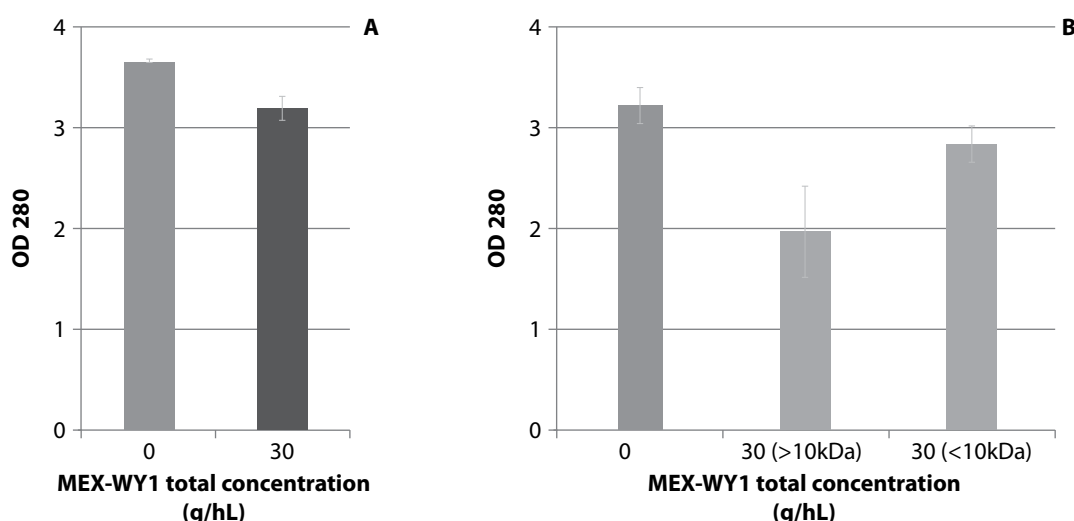 A
4
3
2
1
0
OD 280
0 30
MEX-WY1 total concentration
(g/hL)
B
4
3
2
1
0
OD 280
0 30 (>10kDa) 30 (<10kDa)
MEX-WY1 total concentration
(g/hL)